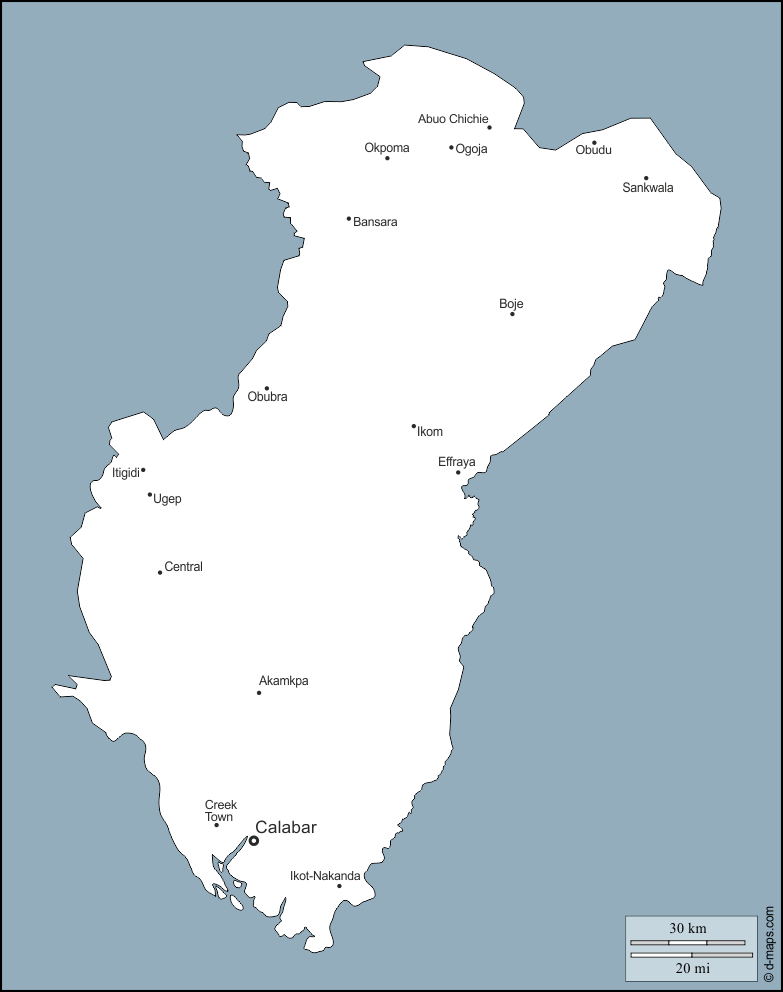 Abuo Chichie
Okpoma
Ogoja
Obudu
Sankwala
Bansara
Boje
Obubra
Ikom
Effraya
Itigidi
Ugep
Central
Akamkpa
Creek
Town
Calabar
Ikot-Nakanda
30 km
20 mi
© d-maps.com